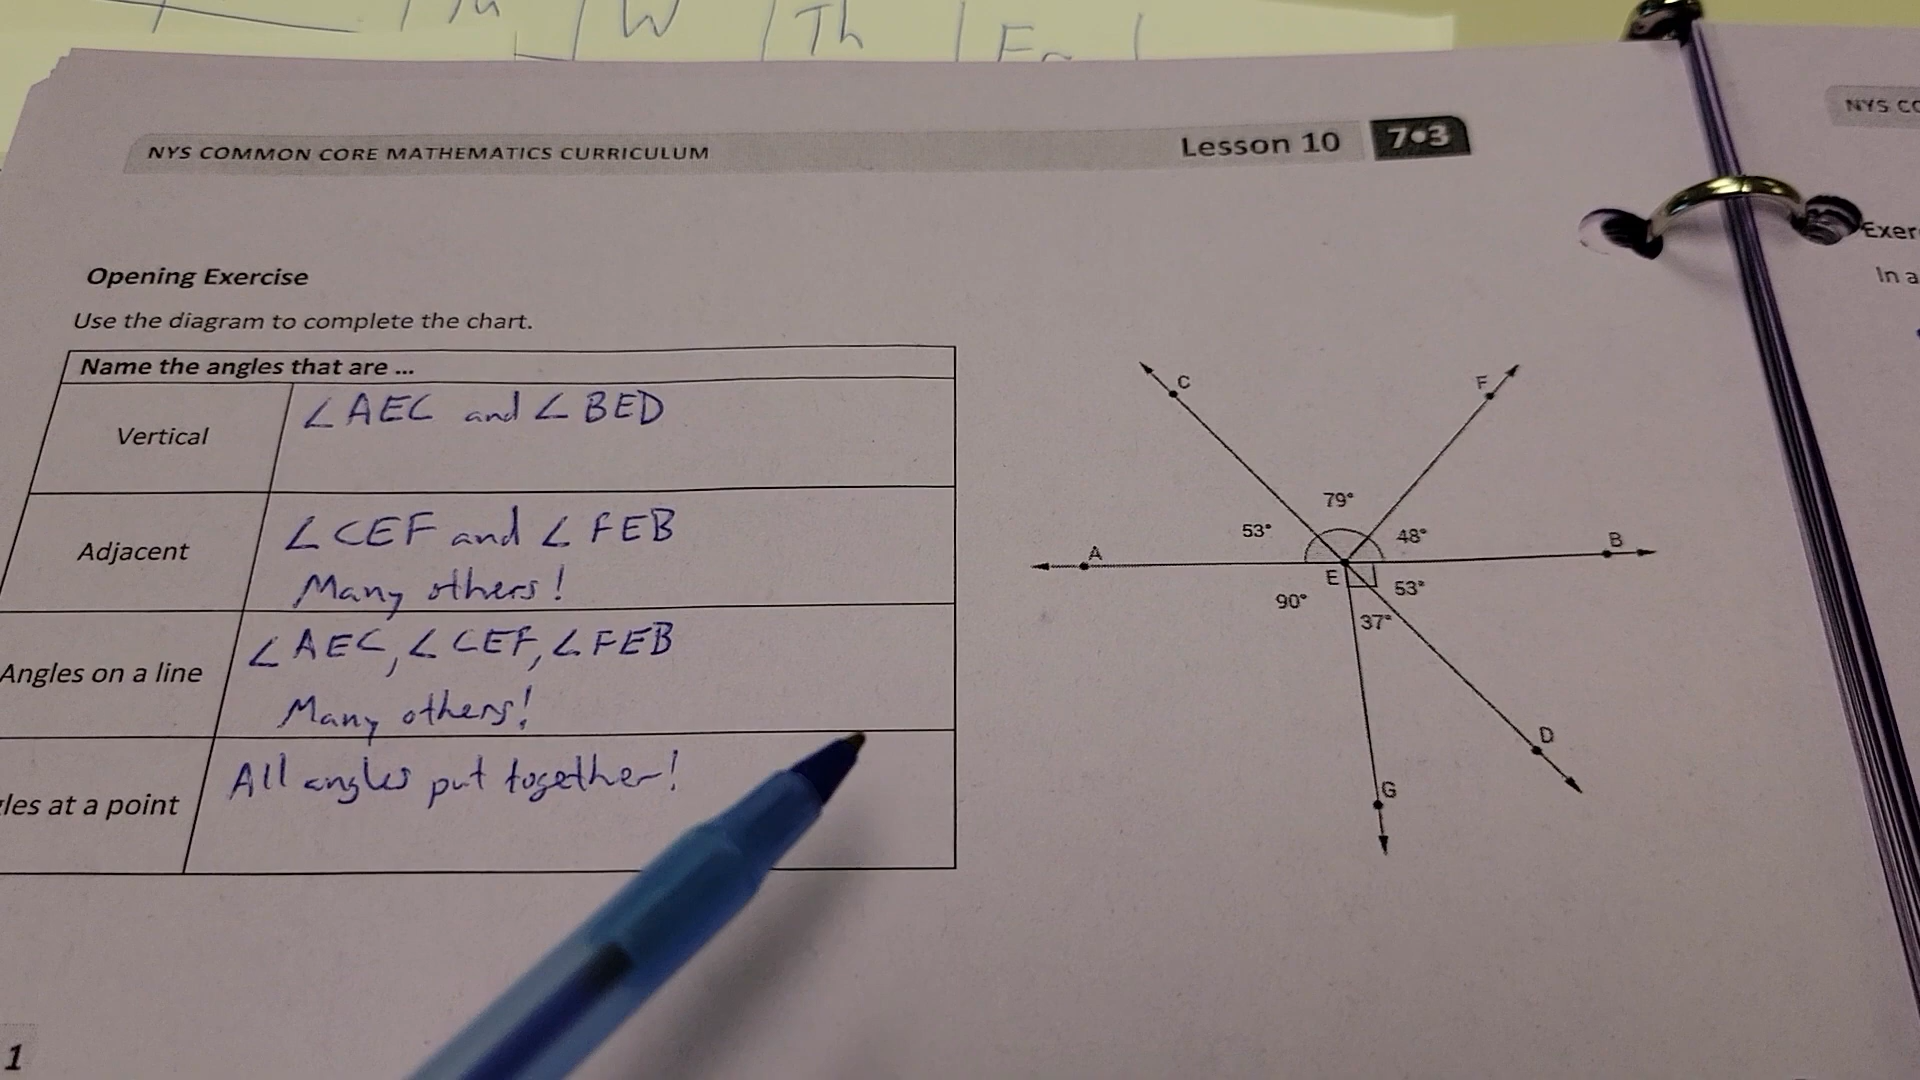 W Th
NYS COMMON CORE MATHEMATICS CURRICULUM
Lesson 10
7•3
Opening Exercise
Use the diagram to complete the chart.
Name the angles that are ...
Vertical
∠AEC and ∠BED
Adjacent
∠CEF and ∠FEB
Many others!
Angles on a line
∠AEC, ∠CEF, ∠FEB
Many others!
les at a point
All angles put together!
C
F
79°
53°
48°
A
B
E
53°
90°
37°
D
G
1
NYS CO
Exer
In a